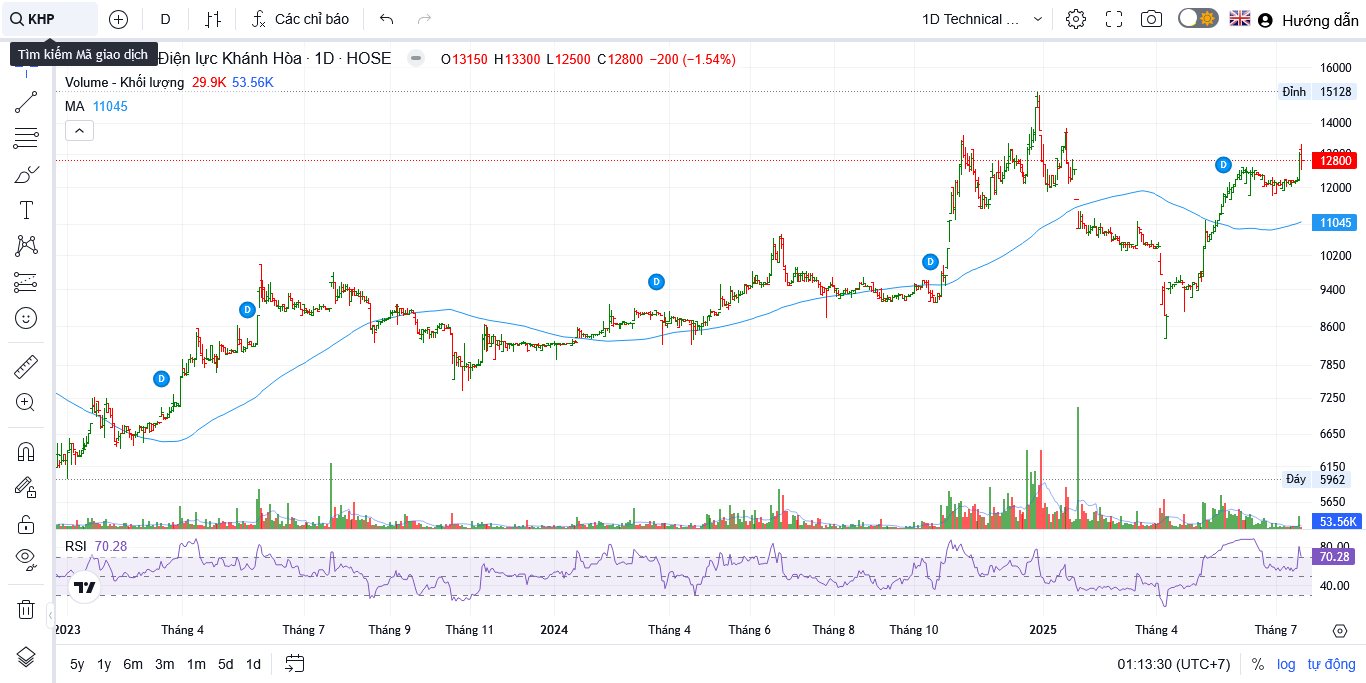 KHP
D
Các chỉ báo
1D Technical ...
Hướng dẫn
Tìm kiếm Mã giao dịch
Điện lực Khánh Hòa · 1D · HOSE
O13150 H13300 L12500 C12800 −200 (−1.54%)
Volume - Khối lượng 29.9K 53.56K
MA 11045
16000
Đỉnh 15128
14000
12800
12000
11045
10200
9400
8600
7850
7250
6650
6150
Đáy 5962
5650
53.56K
D
D
D
D
D
RSI 70.28
80.00
70.28
40.00
2023 Tháng 4 Tháng 7 Tháng 9 Tháng 11 2024 Tháng 4 Tháng 6 Tháng 8 Tháng 10 2025 Tháng 4 Tháng 7
5y 1y 6m 3m 1m 5d 1d
01:13:30 (UTC+7) % log tự động